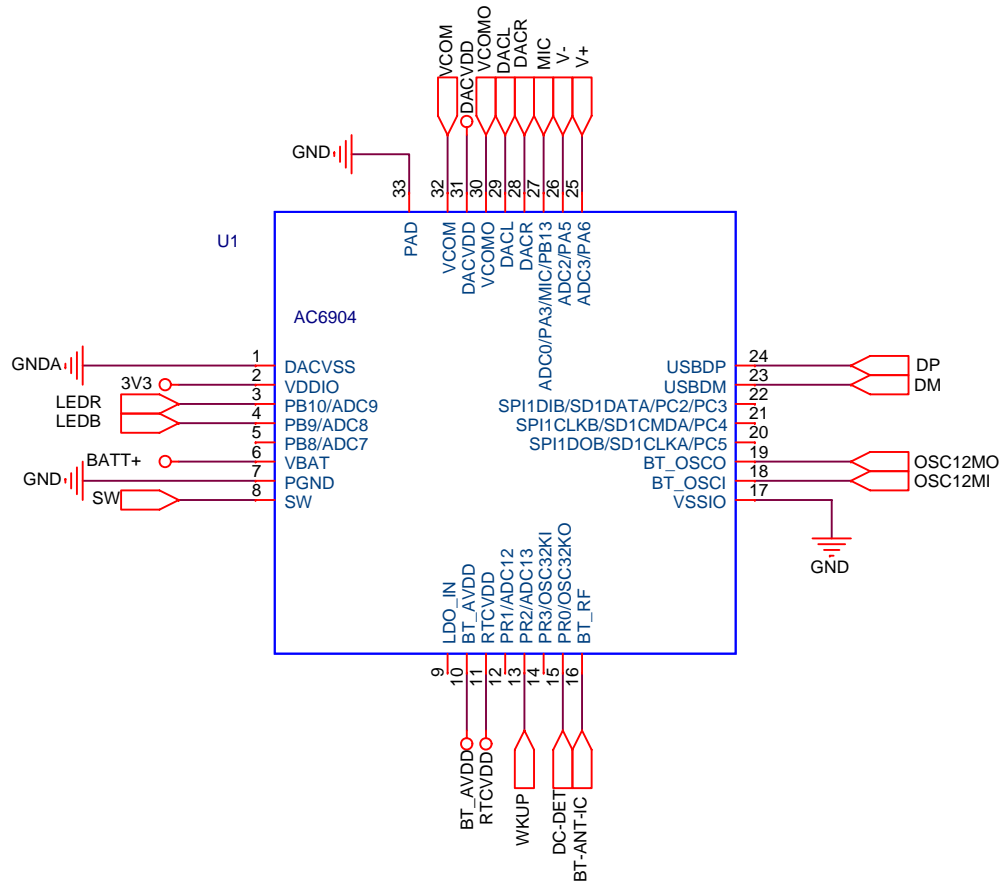 VCOM
DACVDD
VCOMO
DACL
DACR
MIC
V-
V+
GND
33
32
31
30
29
28
27
26
25
U1
PAD
VCOM
DACVDD
VCOMO
DACL
DACR
ADC0/PA3/MIC/PB13
ADC2/PA5
ADC3/PA6
AC6904
GNDA 1 DACVSS
3V3 2 VDDIO
LEDR 3 PB10/ADC9
LEDB 4 PB9/ADC8
5 PB8/ADC7
BATT+ 6 VBAT
GND 7 PGND
SW 8 SW
USBDP 24 DP
USBDM 23 DM
SPI1DIB/SD1DATA/PC2/PC3 22
SPI1CLKB/SD1CMDA/PC4 21
SPI1DOB/SD1CLKA/PC5 20
BT_OSCO 19 OSC12MO
BT_OSCI 18 OSC12MI
VSSIO 17
GND
LDO_IN
BT_AVDD
RTCVDD
PR1/ADC12
PR2/ADC13
PR3/OSC32KI
PR0/OSC32KO
BT_RF
9
10
11
12
13
14
15
16
BT_AVDD
RTCVDD
WKUP
DC-DET
BT-ANT-IC